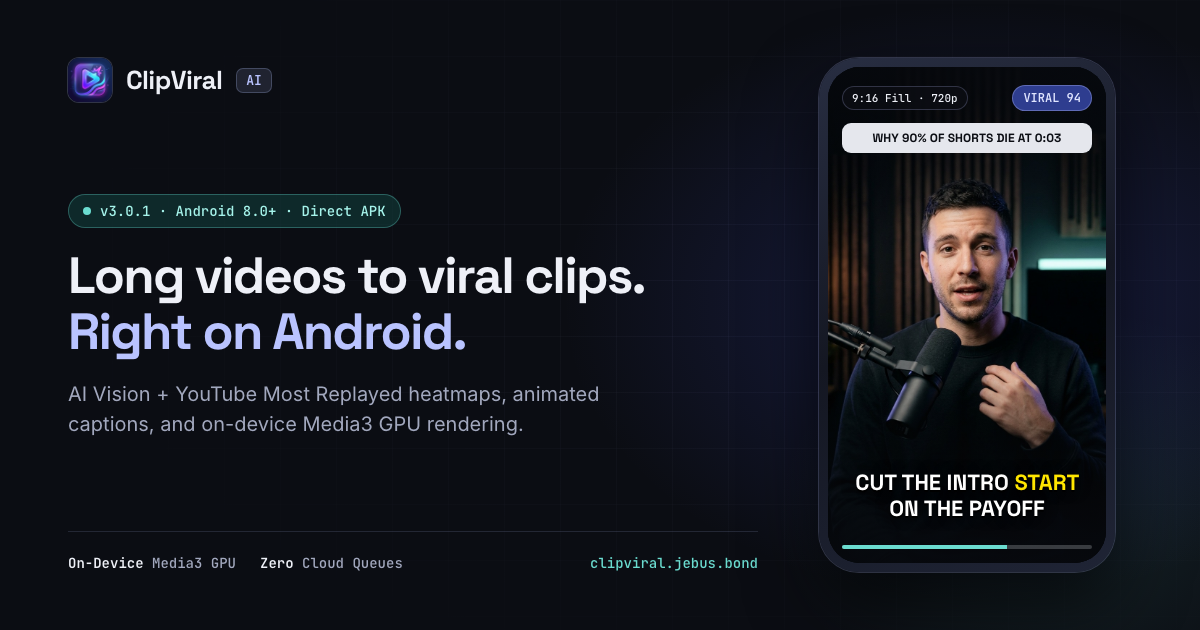 ClipViral AI
v3.0.1 · Android 8.0+ · Direct APK
Long videos to viral clips.
Right on Android.
AI Vision + YouTube Most Replayed heatmaps, animated
captions, and on-device Media3 GPU rendering.
On-Device Media3 GPU Zero Cloud Queues
clipviral.jebus.bond
9:16 Fill · 720p
VIRAL 94
WHY 90% OF SHORTS DIE AT 0:03
CUT THE INTRO START
ON THE PAYOFF